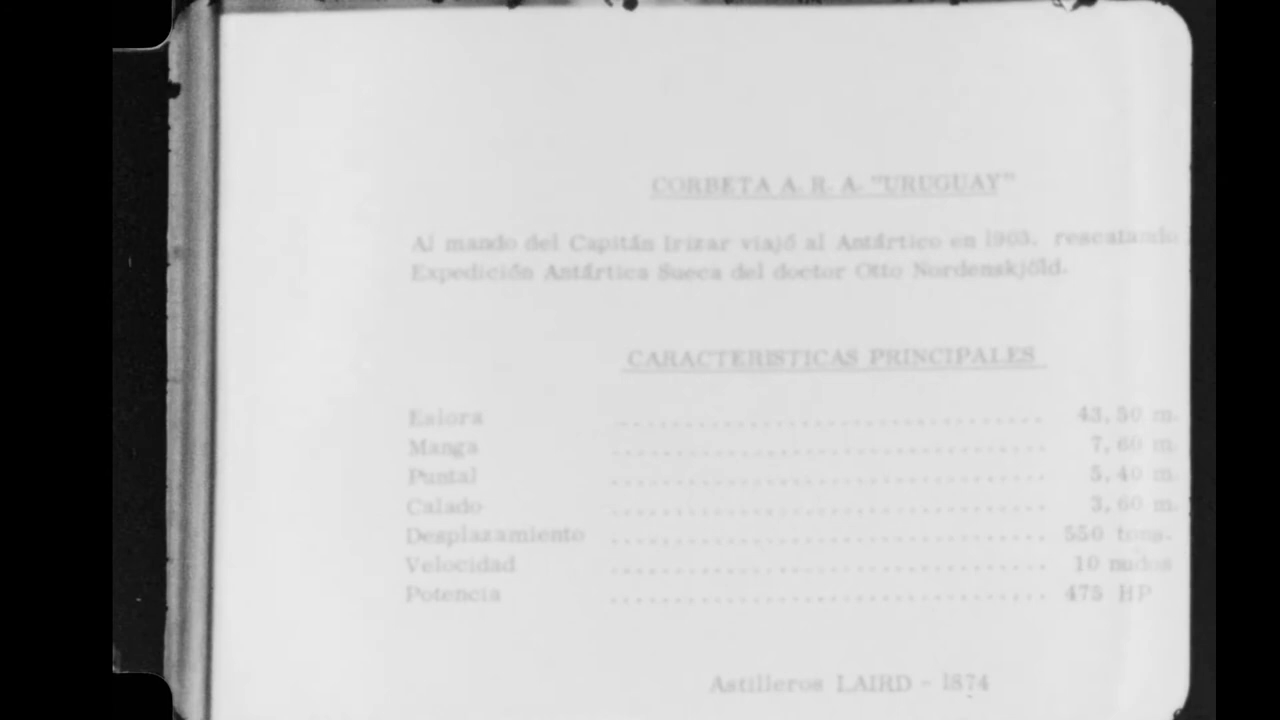 CORBETA A. R. A. "URUGUAY"
Al mando del Capitán Irizar viajó al Antártico en 1903, rescatando
Expedición Antártica Sueca del doctor Otto Nordenskjöld.
CARACTERISTICAS PRINCIPALES
Eslora .................................... 43,50 m.
Manga .................................... 7,60 m.
Puntal .................................... 5,40 m.
Calado .................................... 3,60 m.
Desplazamiento .................................... 550 tons.
Velocidad .................................... 10 nudos
Potencia .................................... 475 HP
Astilleros LAIRD - 1874